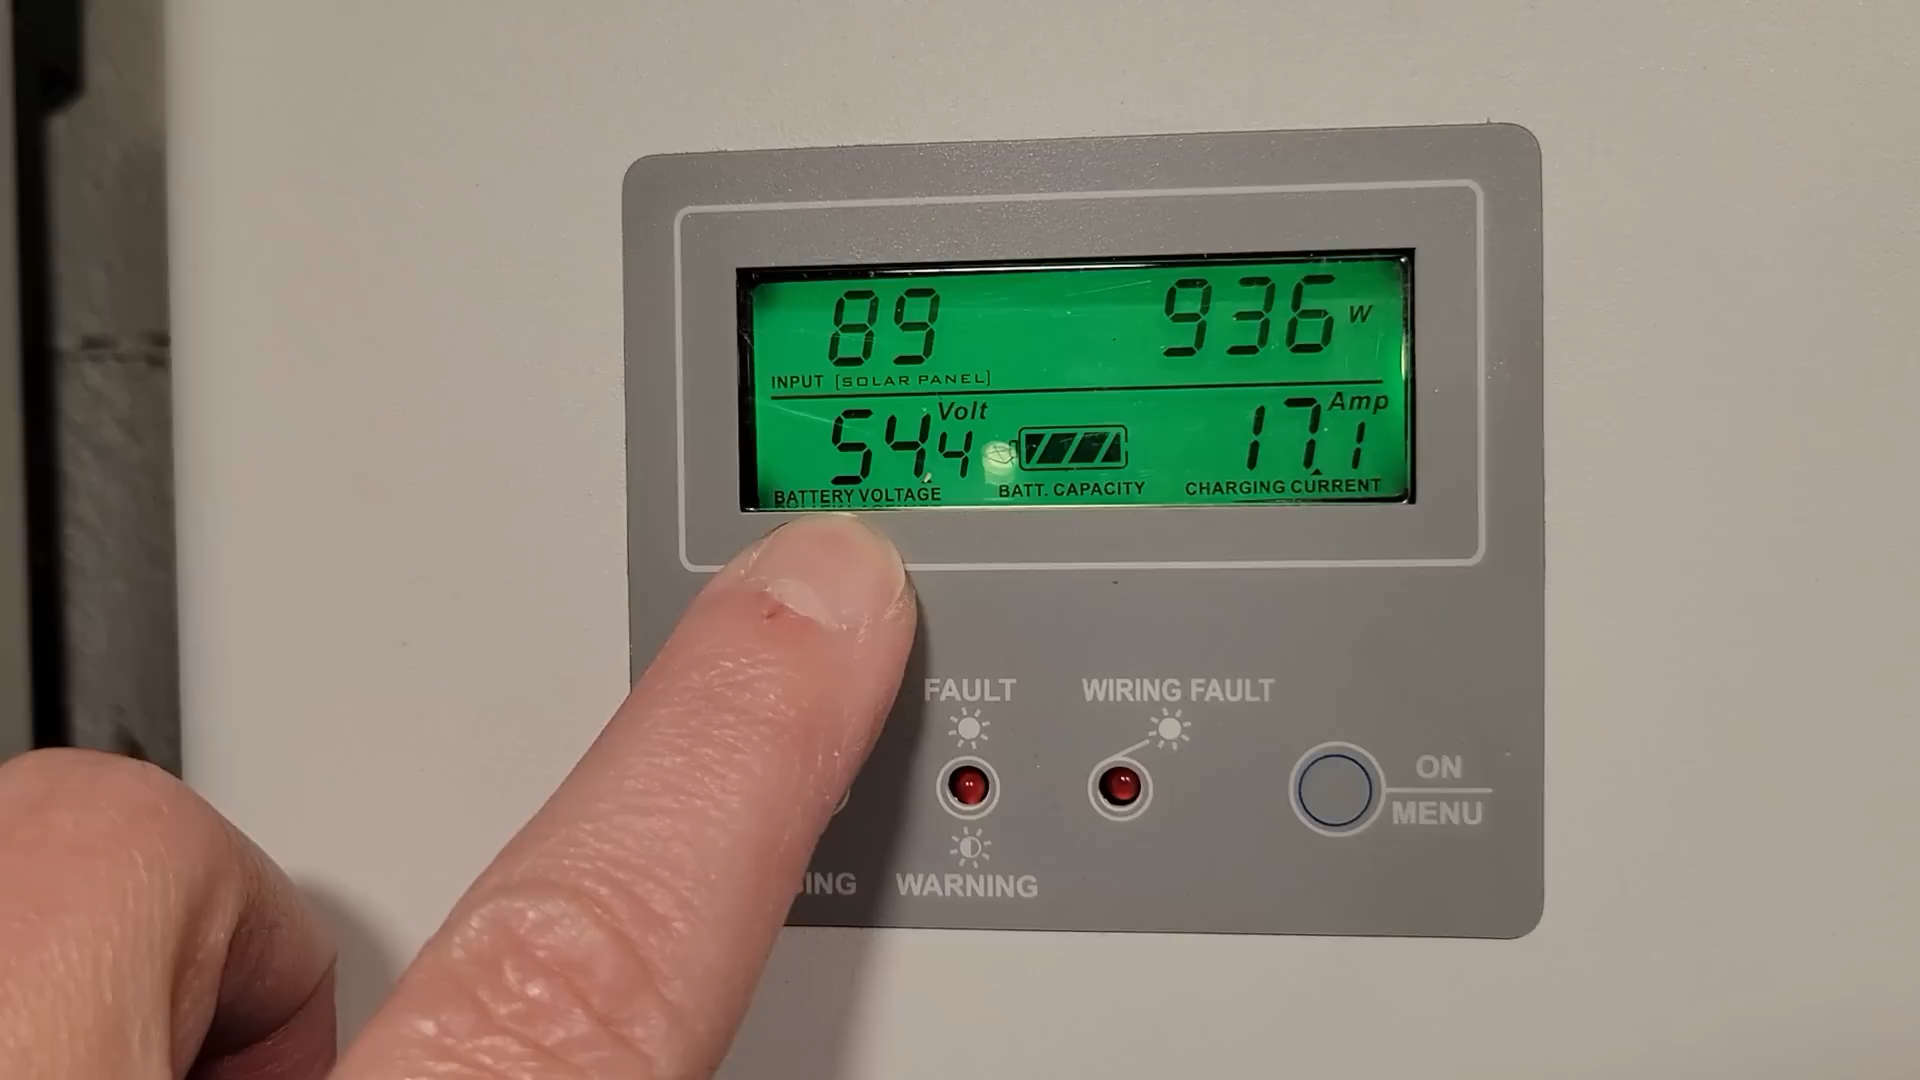 89 936 W
INPUT [SOLAR PANEL]
54.4 Volt 17.1 Amp
BATTERY VOLTAGE BATT. CAPACITY CHARGING CURRENT
FAULT WIRING FAULT
ON
MENU
WARNING